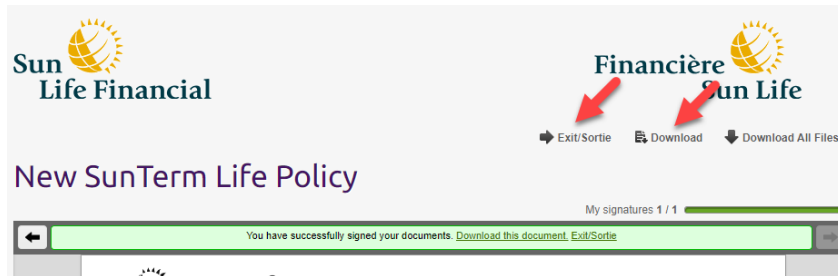 Sun
Life Financial
Financière
Sun Life
Exit/Sortie Download Download All Files
New SunTerm Life Policy
My signatures 1 / 1
You have successfully signed your documents. Download this document, Exit/Sortie